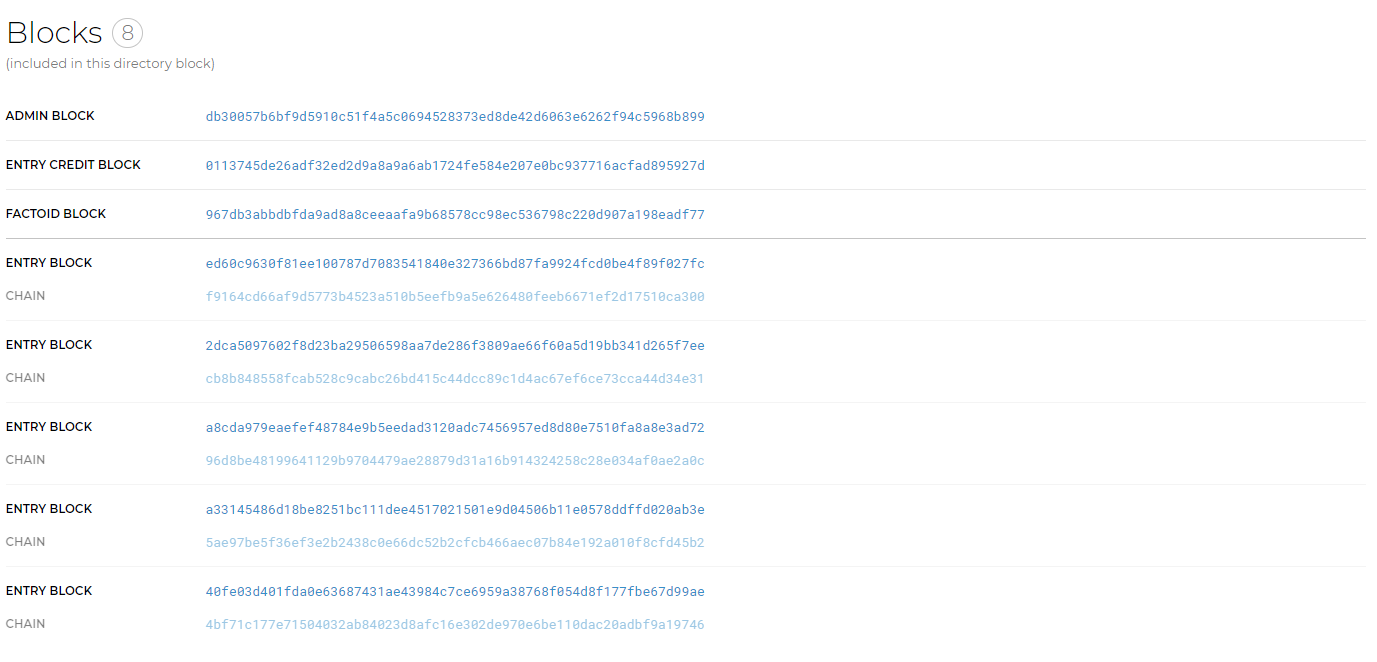 Blocks 8
(included in this directory block)
ADMIN BLOCK db30057b6bf9d5910c51f4a5c0694528373ed8de42d6063e6262f94c5968b899
ENTRY CREDIT BLOCK 0113745de26adf32ed2d9a8a9a6ab1724fe584e207e0bc937716acfad895927d
FACTOID BLOCK 967db3abbdbfda9ad8a8ceeaafa9b68578cc98ec536798c220d907a198eadf77
ENTRY BLOCK ed60c9630f81ee100787d7083541840e327366bd87fa9924fcd0be4f89f027fc
CHAIN f9164cd66af9d5773b4523a510b5eefb9a5e626480feeb6671ef2d17510ca300
ENTRY BLOCK 2dca5097602f8d23ba29506598aa7de286f3809ae66f60a5d19bb341d265f7ee
CHAIN cb8b848558fcab528c9cabc26bd415c44dcc89c1d4ac67ef6ce73cca44d34e31
ENTRY BLOCK a8cda979eaefef48784e9b5eedad3120adc7456957ed8d80e7510fa8a8e3ad72
CHAIN 96d8be48199641129b9704479ae28879d31a16b914324258c28e034af0ae2a0c
ENTRY BLOCK a33145486d18be8251bc111dee4517021501e9d04506b11e0578ddffd020ab3e
CHAIN 5ae97be5f36ef3e2b2438c0e66dc52b2cfcb466aec07b84e192a010f8cfd45b2
ENTRY BLOCK 40fe03d401fda0e63687431ae43984c7ce6959a38768f054d8f177fbe67d99ae
CHAIN 4bf71c177e71504032ab84023d8afc16e302de970e6be110dac20adbf9a19746